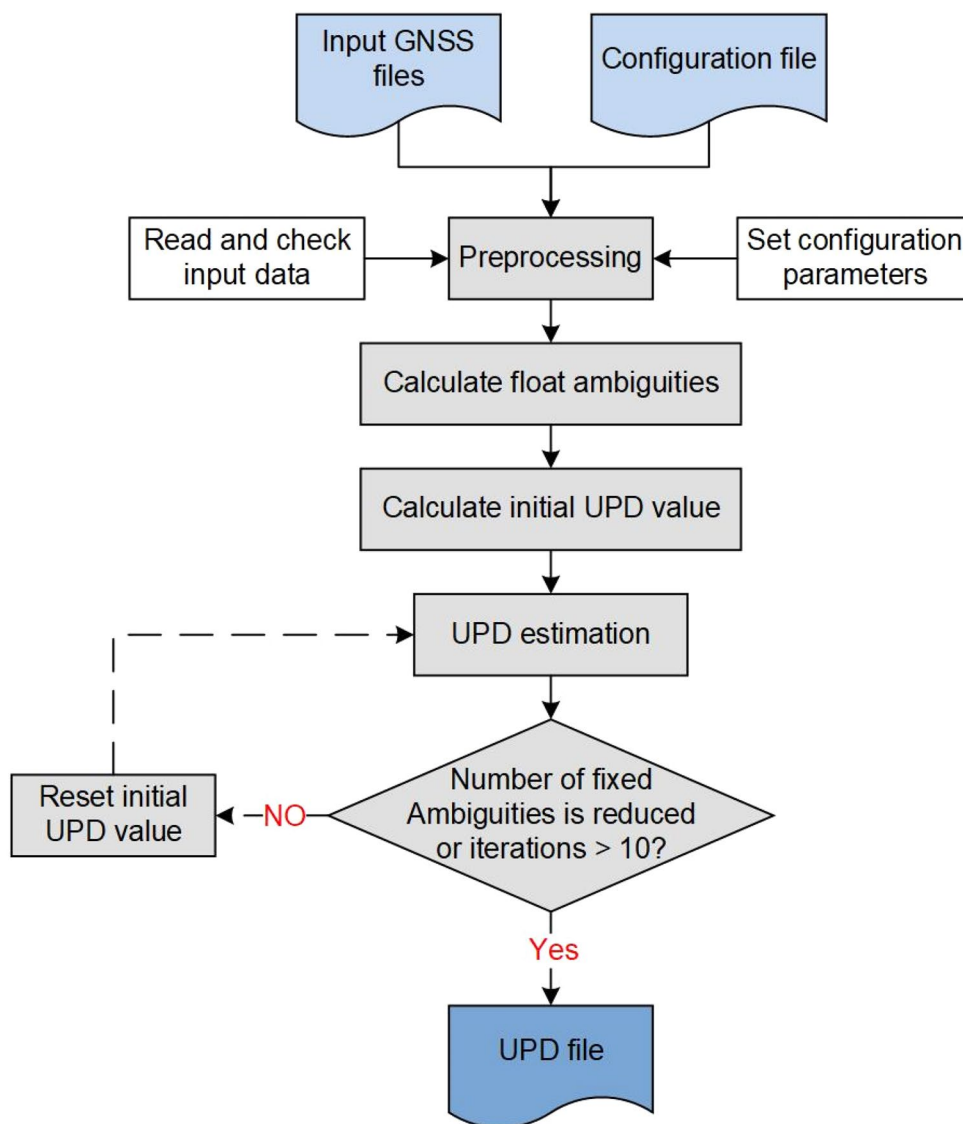 Input GNSS
files
Configuration file
Read and check
input data
Preprocessing
Set configuration
parameters
Calculate float ambiguities
Calculate initial UPD value
UPD estimation
Number of fixed
Ambiguities is reduced
or iterations > 10?
NO
Reset initial
UPD value
Yes
UPD file